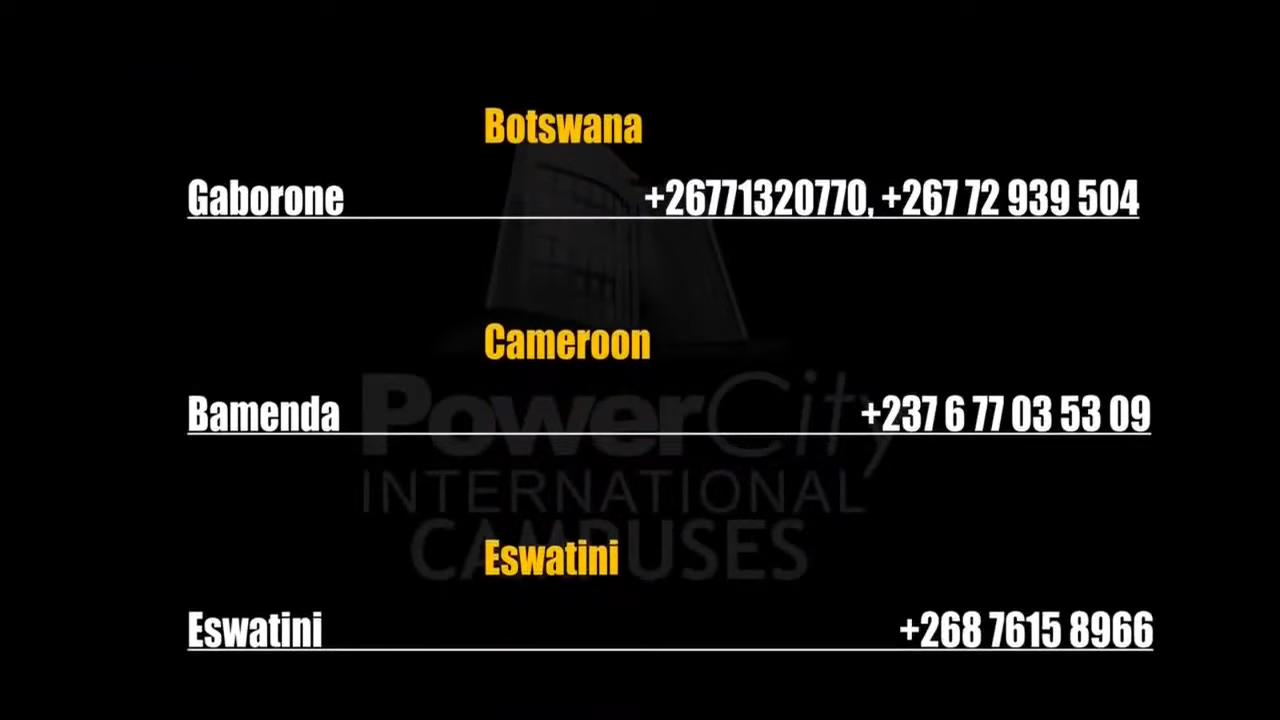 Botswana
Gaborone +26771320770, +267 72 939 504
Cameroon
Bamenda +237 6 77 03 53 09
PowerCity
INTERNATIONAL
CAMPUSES
Eswatini
Eswatini +268 7615 8966